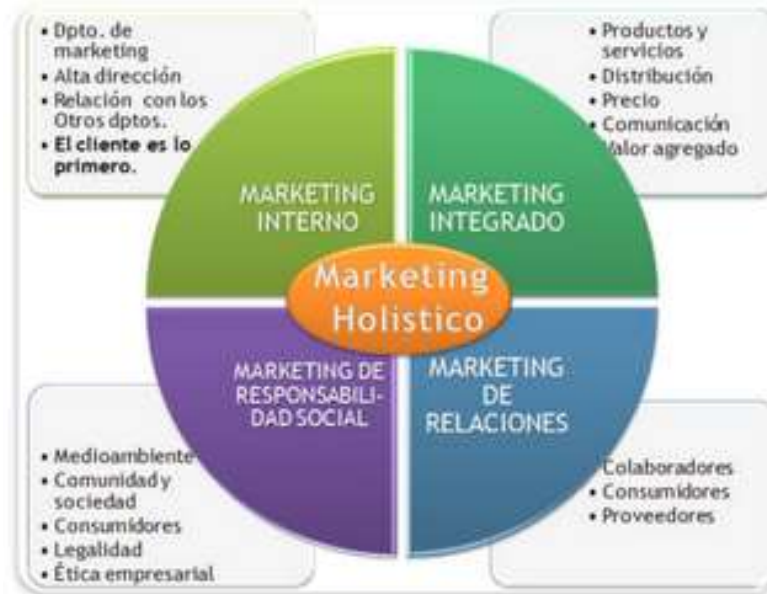 • Dpto. de
marketing
• Alta dirección
• Relación con los
Otros dptos.
• El cliente es lo
primero.
• Productos y
servicios
• Distribución
• Precio
• Comunicación
Valor agregado
MARKETING
INTERNO
MARKETING
INTEGRADO
Marketing
Holistico
MARKETING DE
RESPONSABILI-
DAD SOCIAL
MARKETING
DE
RELACIONES
• Medioambiente
• Comunidad y
sociedad
• Consumidores
• Legalidad
• Ética empresarial
Colaboradores
• Consumidores
• Proveedores